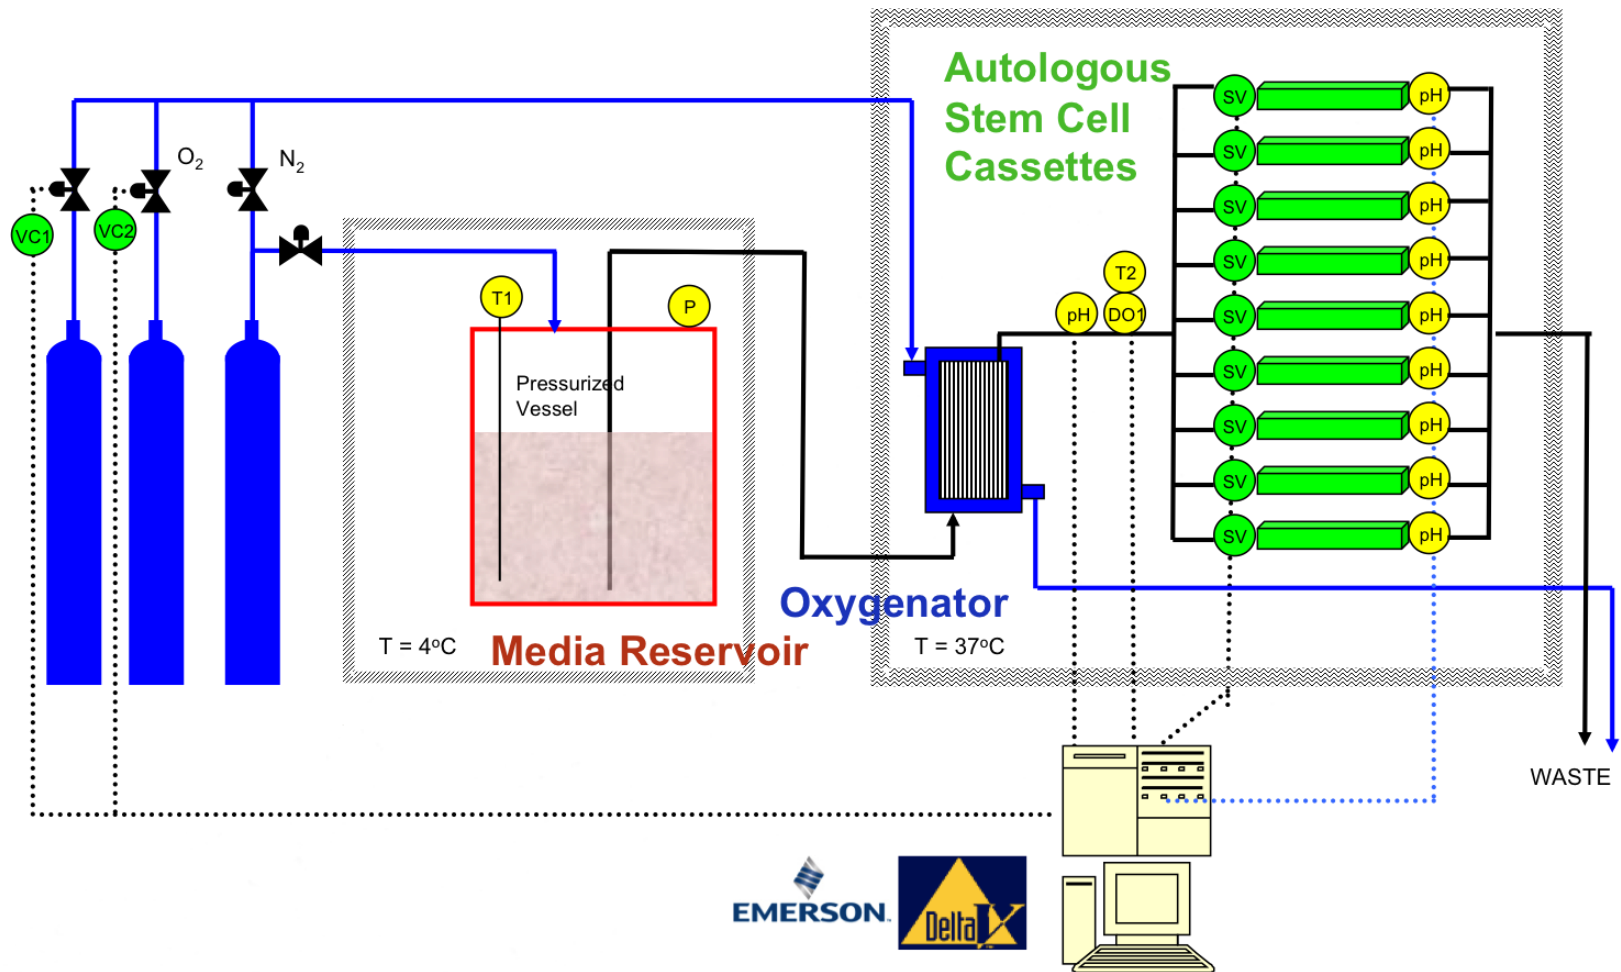 Autologous
Stem Cell
Cassettes
O₂
N₂
VC1
VC2
T1
P
Pressurized
Vessel
T = 4°C
Media Reservoir
Oxygenator
T = 37°C
pH
T2
DO1
SV
pH
SV
pH
SV
pH
SV
pH
SV
pH
SV
pH
SV
pH
SV
pH
SV
pH
WASTE
EMERSON
DeltaV